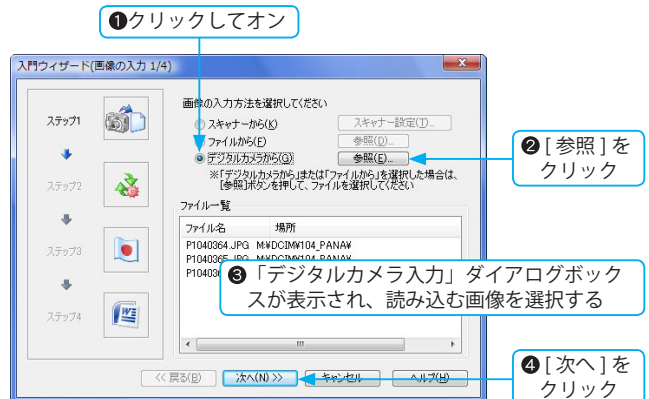 ❶クリックしてオン
入門ウィザード(画像の入力 1/4)
画像の入力方法を選択してください
ステップ1
スキャナーから(K)
スキャナー設定(T)...
ファイルから(F)
参照(D)...
デジタルカメラから(G)
参照(E)...
❷[参照]を
クリック
※「デジタルカメラから」または「ファイルから」を選択した場合は、
[参照]ボタンを押して、ファイルを選択してください
ステップ2
ファイル一覧
ファイル名 場所
P1040364.JPG M:¥DCIM¥104_PANA¥
P1040365.JPG M:¥DCIM¥104_PANA¥
ステップ3
❸「デジタルカメラ入力」ダイアログボック
スが表示され、読み込む画像を選択する
ステップ4
<< 戻る(B)
次へ(N) >>
キャンセル
ヘルプ(H)
❹[次へ]を
クリック